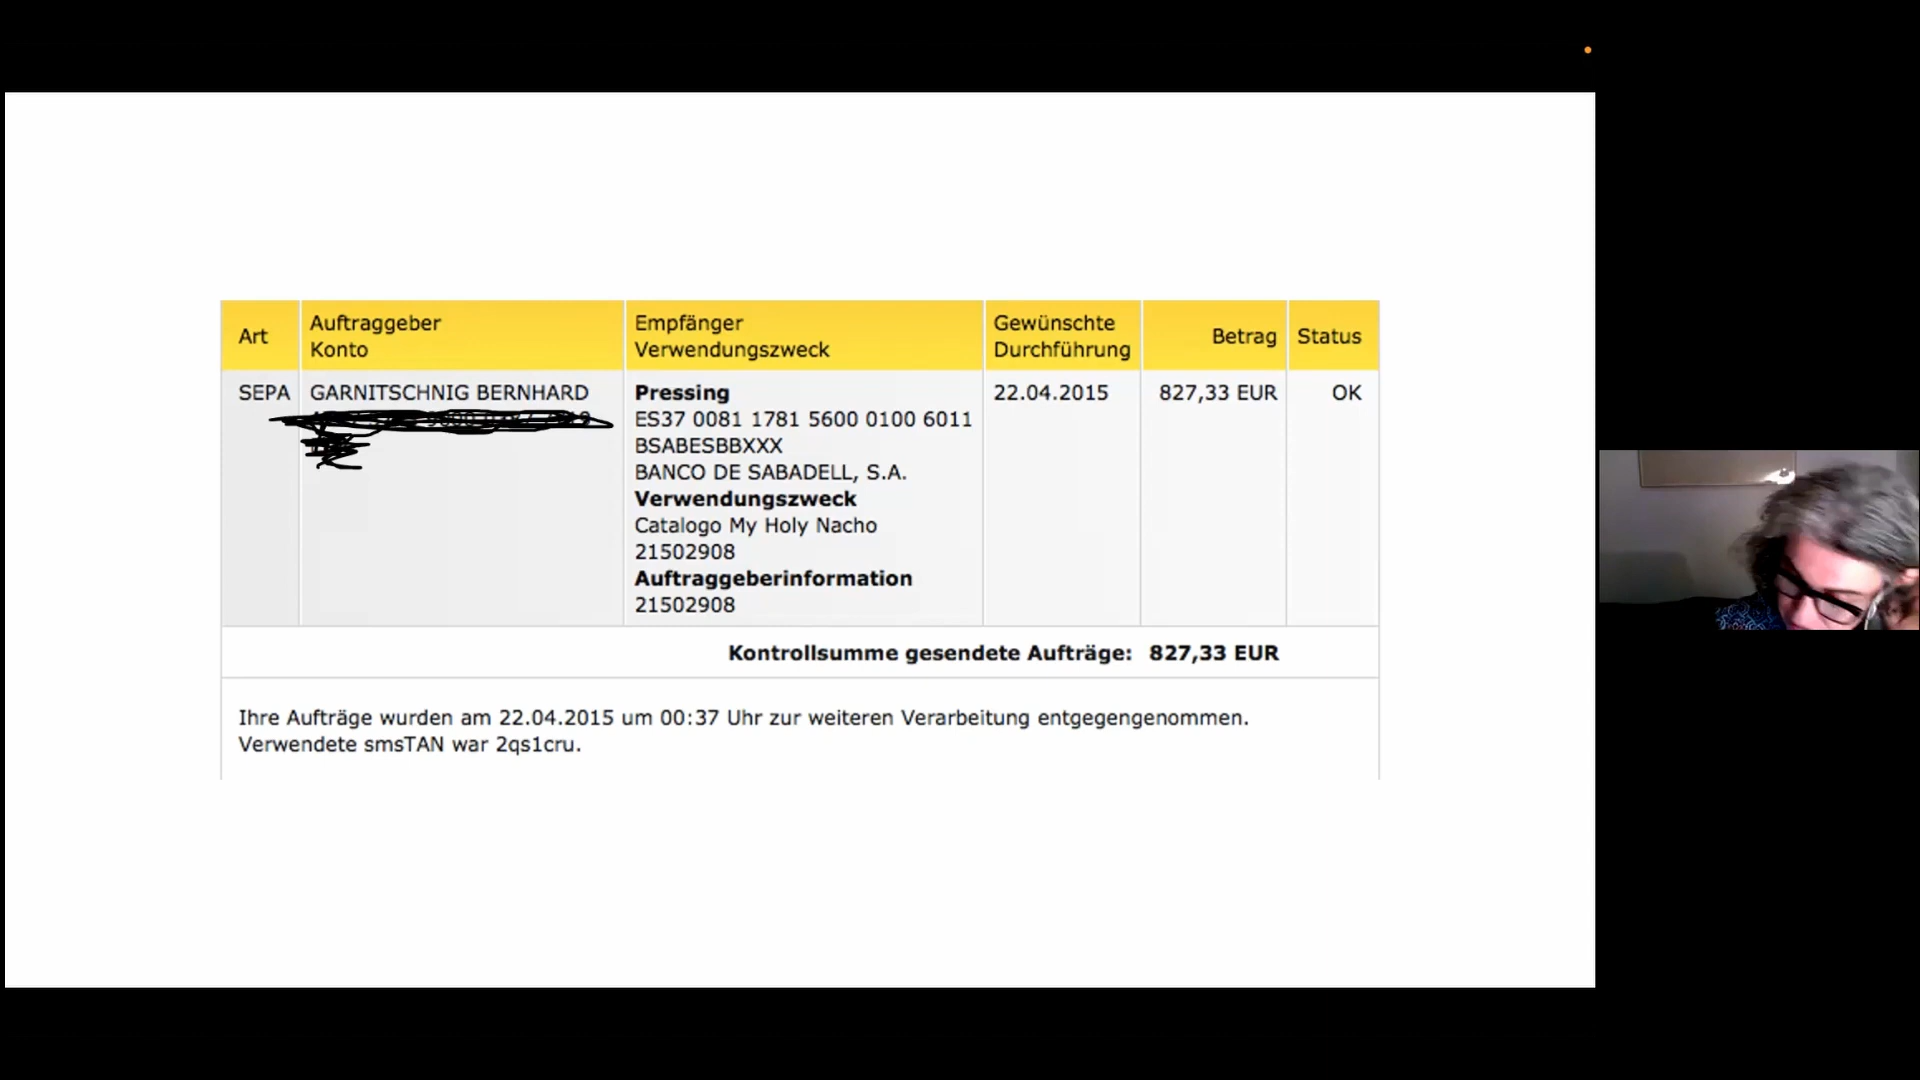 Art
Auftraggeber
Konto
Empfänger
Verwendungszweck
Gewünschte
Durchführung
Betrag
Status
SEPA
GARNITSCHNIG BERNHARD
Pressing
ES37 0081 1781 5600 0100 6011
BSABESBBXXX
BANCO DE SABADELL, S.A.
Verwendungszweck
Catalogo My Holy Nacho
21502908
Auftraggeberinformation
21502908
22.04.2015
827,33 EUR
OK
Kontrollsumme gesendete Aufträge: 827,33 EUR
Ihre Aufträge wurden am 22.04.2015 um 00:37 Uhr zur weiteren Verarbeitung entgegengenommen.
Verwendete smsTAN war 2qs1cru.